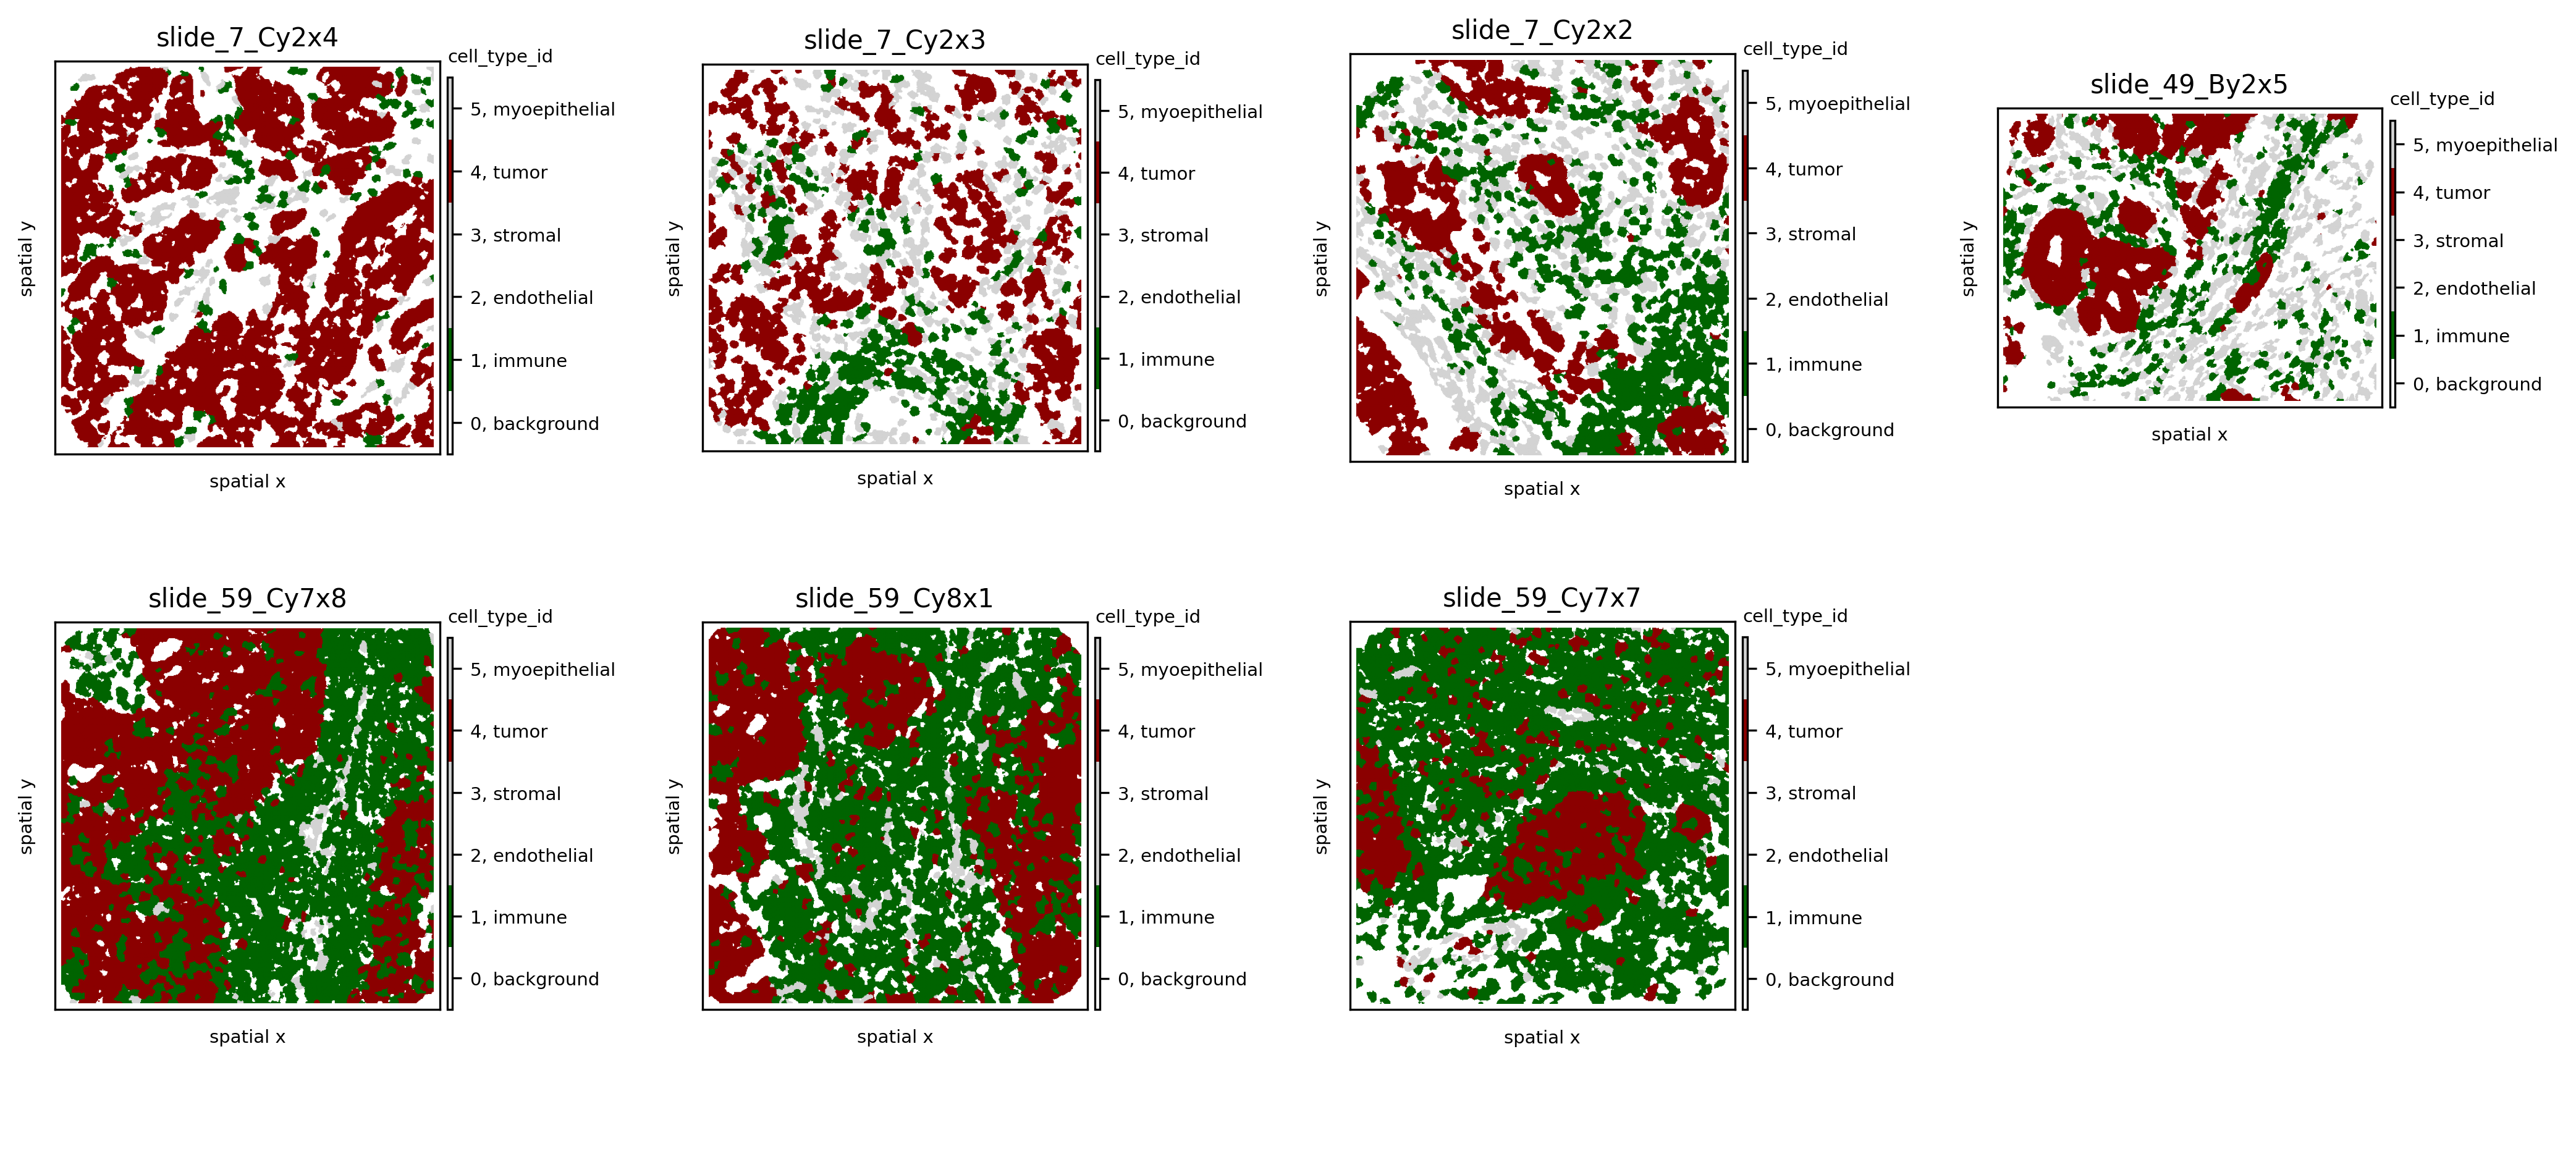 slide_7_Cy2x4
cell_type_id
5, myoepithelial
4, tumor
3, stromal
2, endothelial
1, immune
0, background
spatial y
spatial x
slide_7_Cy2x3
cell_type_id
5, myoepithelial
4, tumor
3, stromal
2, endothelial
1, immune
0, background
spatial y
spatial x
slide_7_Cy2x2
cell_type_id
5, myoepithelial
4, tumor
3, stromal
2, endothelial
1, immune
0, background
spatial y
spatial x
slide_49_By2x5
cell_type_id
5, myoepithelial
4, tumor
3, stromal
2, endothelial
1, immune
0, background
spatial y
spatial x
slide_59_Cy7x8
cell_type_id
5, myoepithelial
4, tumor
3, stromal
2, endothelial
1, immune
0, background
spatial y
spatial x
slide_59_Cy8x1
cell_type_id
5, myoepithelial
4, tumor
3, stromal
2, endothelial
1, immune
0, background
spatial y
spatial x
slide_59_Cy7x7
cell_type_id
5, myoepithelial
4, tumor
3, stromal
2, endothelial
1, immune
0, background
spatial y
spatial x